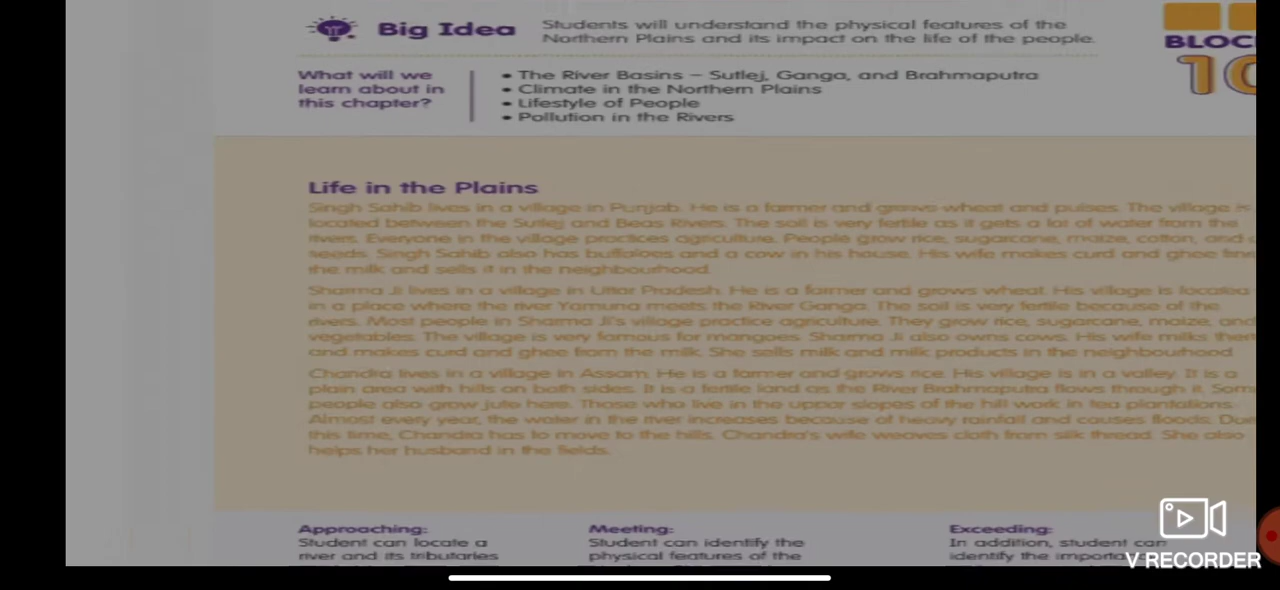 Big Idea
Students will understand the physical features of the
Northern Plains and its impact on the life of the people.
BLOC
10
What will we
learn about in
this chapter?
• The River Basins – Sutlej, Ganga, and Brahmaputra
• Climate in the Northern Plains
• Lifestyle of People
• Pollution in the Rivers
Life in the Plains
Singh Sahib lives in a village in Punjab. He is a farmer and grows wheat and pulses. The village is
located between the Sutlej and Beas Rivers. The soil is very fertile as it gets a lot of water from the
rivers. Everyone in the village practices agriculture. People grow rice, sugarcane, maize, cotton, and
seeds. Singh Sahib also has buffaloes and a cow in his house. His wife makes curd and ghee from
the milk and sells it in the neighbourhood.
Sharma Ji lives in a village in Uttar Pradesh. He is a farmer and grows wheat. His village is located
in a place where the river Yamuna meets the River Ganga. The soil is very fertile because of the
rivers. Most people in Sharma Ji's village practice agriculture. They grow rice, sugarcane, maize, and
vegetables. The village is very famous for mangoes. Sharma Ji also owns cows. His wife milks them
and makes curd and ghee from the milk. She sells milk and milk products in the neighbourhood
Chandra lives in a village in Assam. He is a farmer and grows rice. His village is in a valley. It is a
plain area with hills on both sides. It is a fertile land as the River Brahmaputra flows through it. Som
people also grow jute here. Those who live in the upper slopes of the hill work in tea plantations.
Almost every year, the water in the river increases because of heavy rainfall and causes floods. Duri
this time, Chandra has to move to the hills. Chandra's wife weaves cloth from silk thread. She also
helps her husband in the fields.
Approaching:
Student can locate a
river and its tributaries
Meeting:
Student can identify the
physical features of the
Exceeding:
In addition, student can
identify the importa
V RECORDER